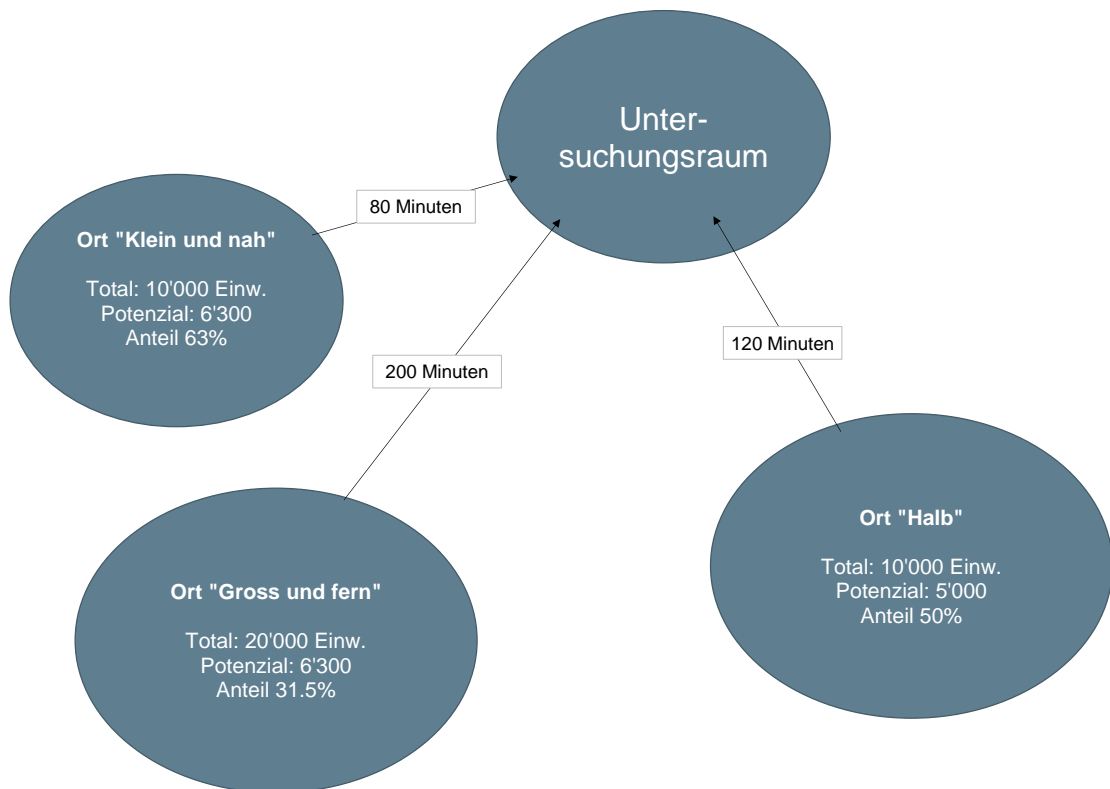 Unter-
suchungsraum
80 Minuten
Ort "Klein und nah"
Total: 10'000 Einw.
Potenzial: 6'300
Anteil 63%
200 Minuten
120 Minuten
Ort "Gross und fern"
Total: 20'000 Einw.
Potenzial: 6'300
Anteil 31.5%
Ort "Halb"
Total: 10'000 Einw.
Potenzial: 5'000
Anteil 50%